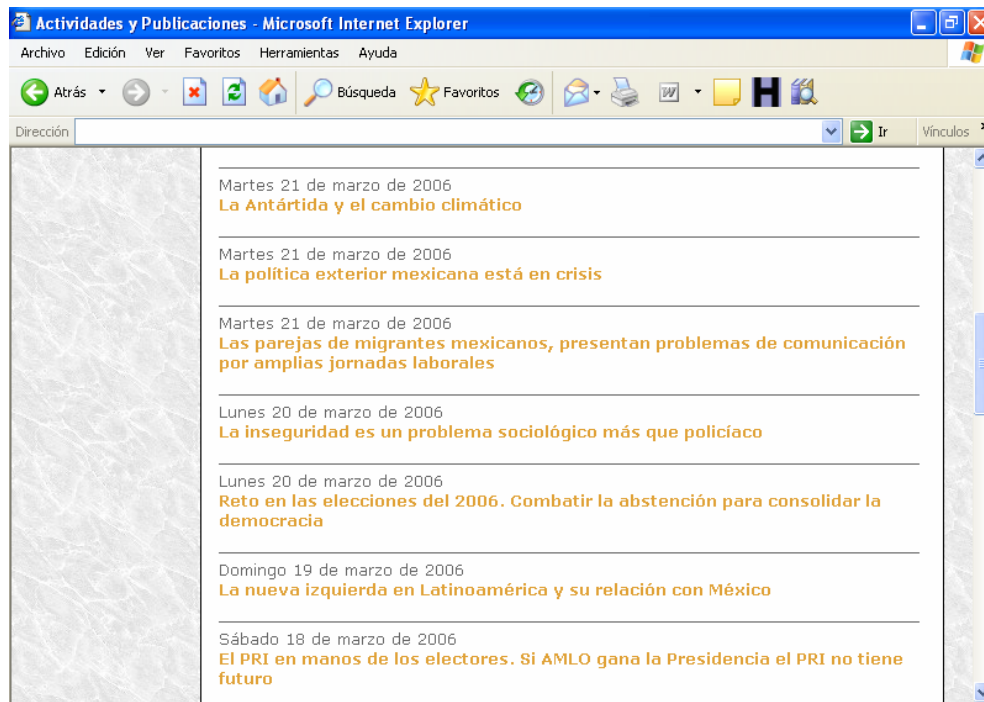 Actividades y Publicaciones - Microsoft Internet Explorer
Archivo Edición Ver Favoritos Herramientas Ayuda
Atrás Búsqueda Favoritos W H
Dirección Ir Vínculos
Martes 21 de marzo de 2006
La Antártida y el cambio climático
Martes 21 de marzo de 2006
La política exterior mexicana está en crisis
Martes 21 de marzo de 2006
Las parejas de migrantes mexicanos, presentan problemas de comunicación
por amplias jornadas laborales
Lunes 20 de marzo de 2006
La inseguridad es un problema sociológico más que policíaco
Lunes 20 de marzo de 2006
Reto en las elecciones del 2006. Combatir la abstención para consolidar la
democracia
Domingo 19 de marzo de 2006
La nueva izquierda en Latinoamérica y su relación con México
Sábado 18 de marzo de 2006
El PRI en manos de los electores. Si AMLO gana la Presidencia el PRI no tiene
futuro